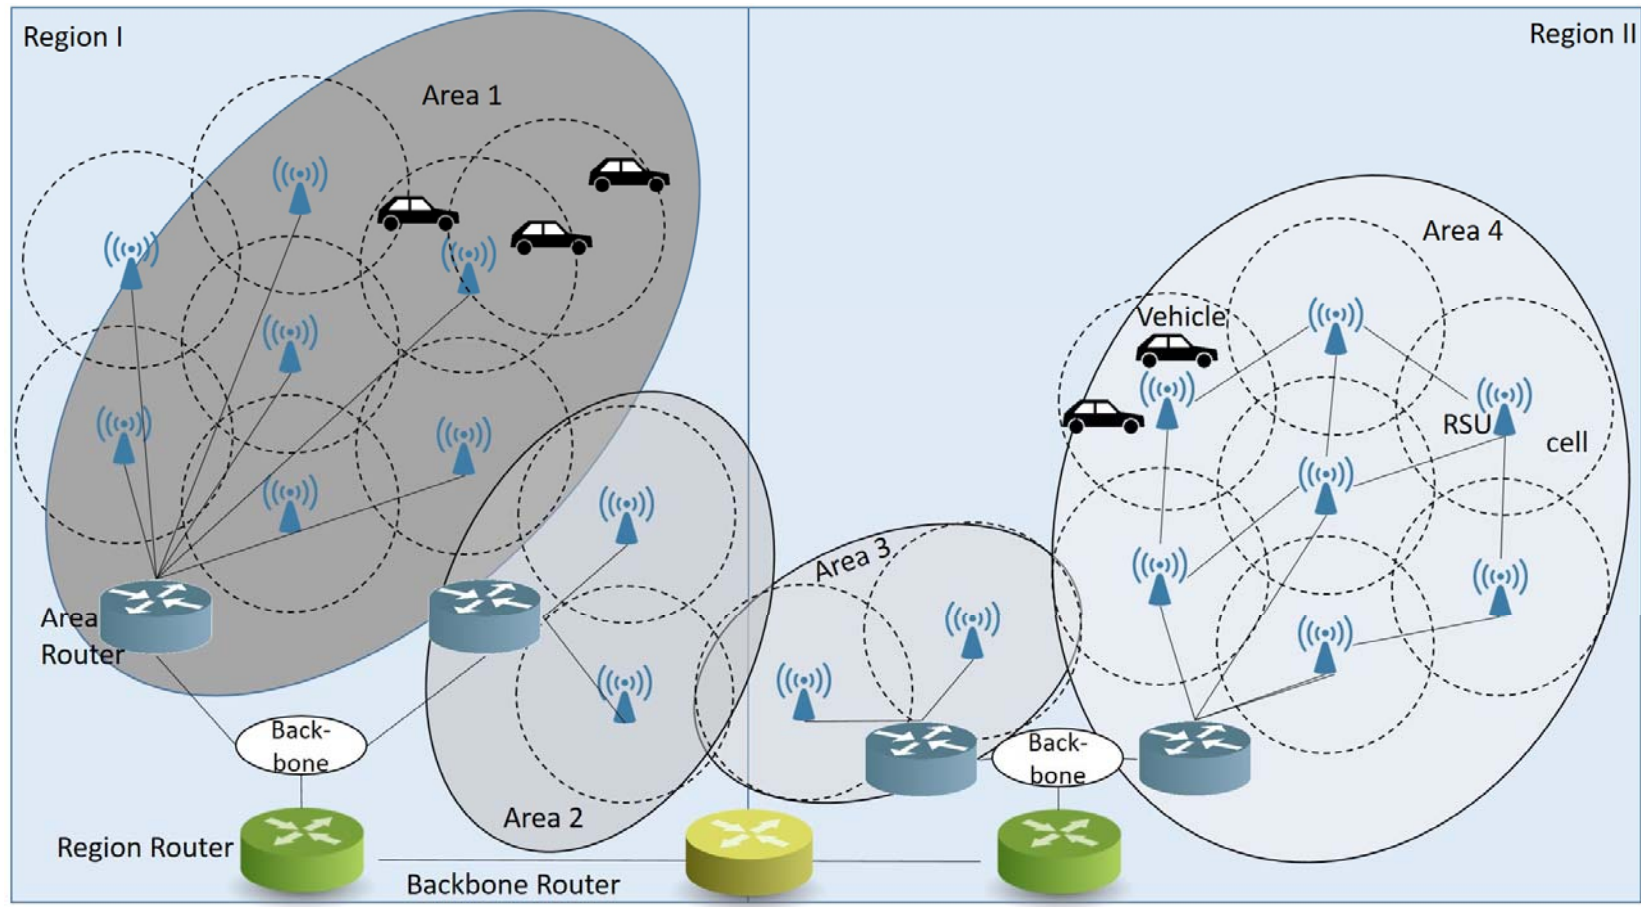 Region I
Region II
Area 1
Area 4
Vehicle
RSU
cell
Area 3
Area
Router
Back-
bone
Back-
bone
Area 2
Region Router
Backbone Router